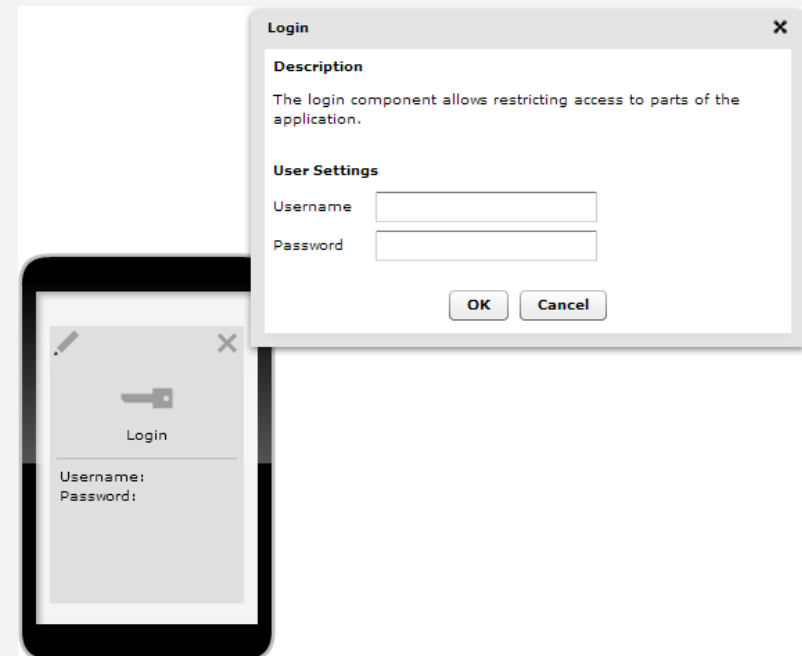 Login
Description
The login component allows restricting access to parts of the
application.
User Settings
Username
Password
OK Cancel
Login
Username:
Password: